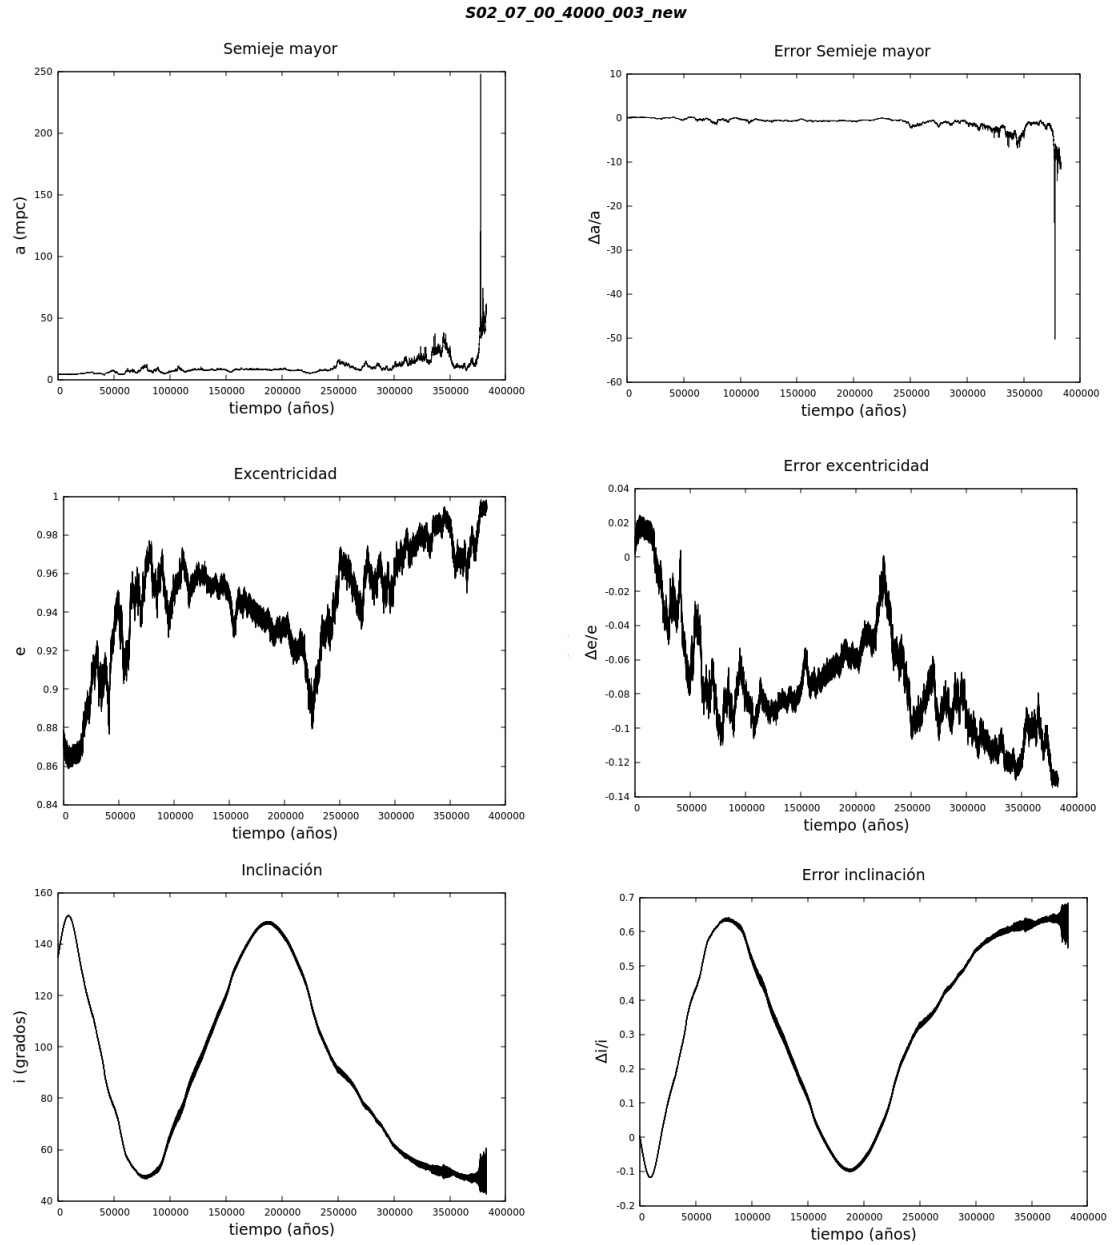 S02_07_00_4000_003_new
Semieje mayor
250
200
150
100
50
0
a (mpc)
0 50000 100000 150000 200000 250000 300000 350000 400000
tiempo (años)
Error Semieje mayor
10
0
-10
-20
-30
-40
-50
-60
Δa/a
0 50000 100000 150000 200000 250000 300000 350000 400000
tiempo (años)
Excentricidad
1
0.98
0.96
0.94
0.92
0.9
0.88
0.86
0.84
e
0 50000 100000 150000 200000 250000 300000 350000 400000
tiempo (años)
Error excentricidad
0.04
0.02
0
-0.02
-0.04
-0.06
-0.08
-0.1
-0.12
-0.14
Δe/e
0 50000 100000 150000 200000 250000 300000 350000 400000
tiempo (años)
Inclinación
160
140
120
100
80
60
40
i (grados)
0 50000 100000 150000 200000 250000 300000 350000 400000
tiempo (años)
Error inclinación
0.7
0.6
0.5
0.4
0.3
0.2
0.1
0
-0.1
-0.2
Δi/i
0 50000 100000 150000 200000 250000 300000 350000 400000
tiempo (años)